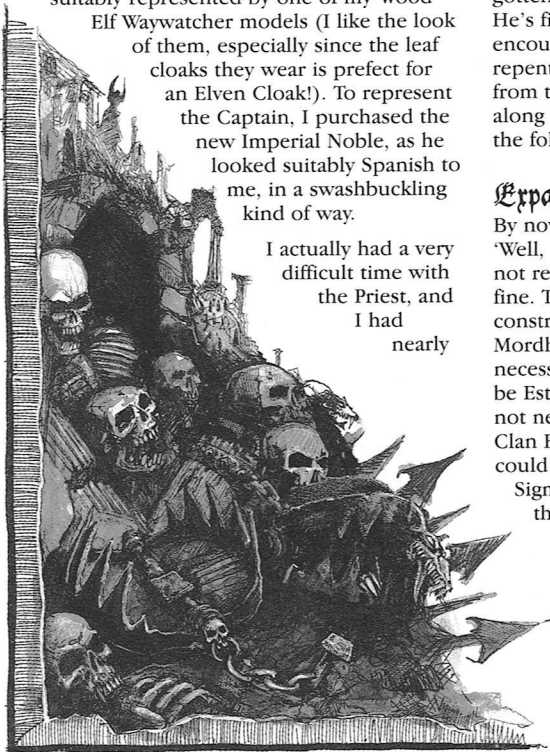 suitably represented by one of my Wood
Elf Waywatcher models (I like the look
of them, especially since the leaf
cloaks they wear is prefect for
an Elven Cloak!). To represent
the Captain, I purchased the
new Imperial Noble, as he
looked suitably Spanish to
me, in a swashbuckling
kind of way.
I actually had a very
difficult time with
the Priest, and
I had
nearly
He's fi
encou
repent
from t
along
the fol
Expa
By now
'Well,
not re
fine. T
constr
Mordh
necess
be Est
not ne
Clan
could
Sign
th